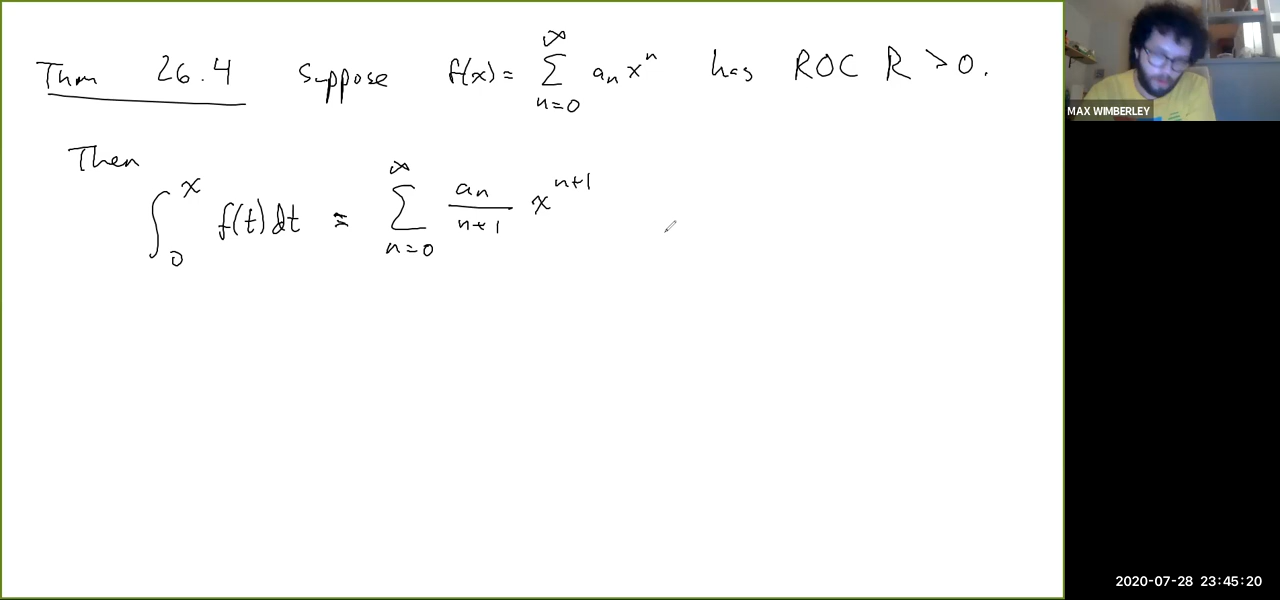 Thm 26.4 Suppose f(x) = ∑_{n=0}^{∞} a_n x^n has ROC R > 0.
Then
∫_0^x f(t) dt = ∑_{n=0}^{∞} a_n/(n+1) x^{n+1}
MAX WIMBERLEY
2020-07-28 23:45:20